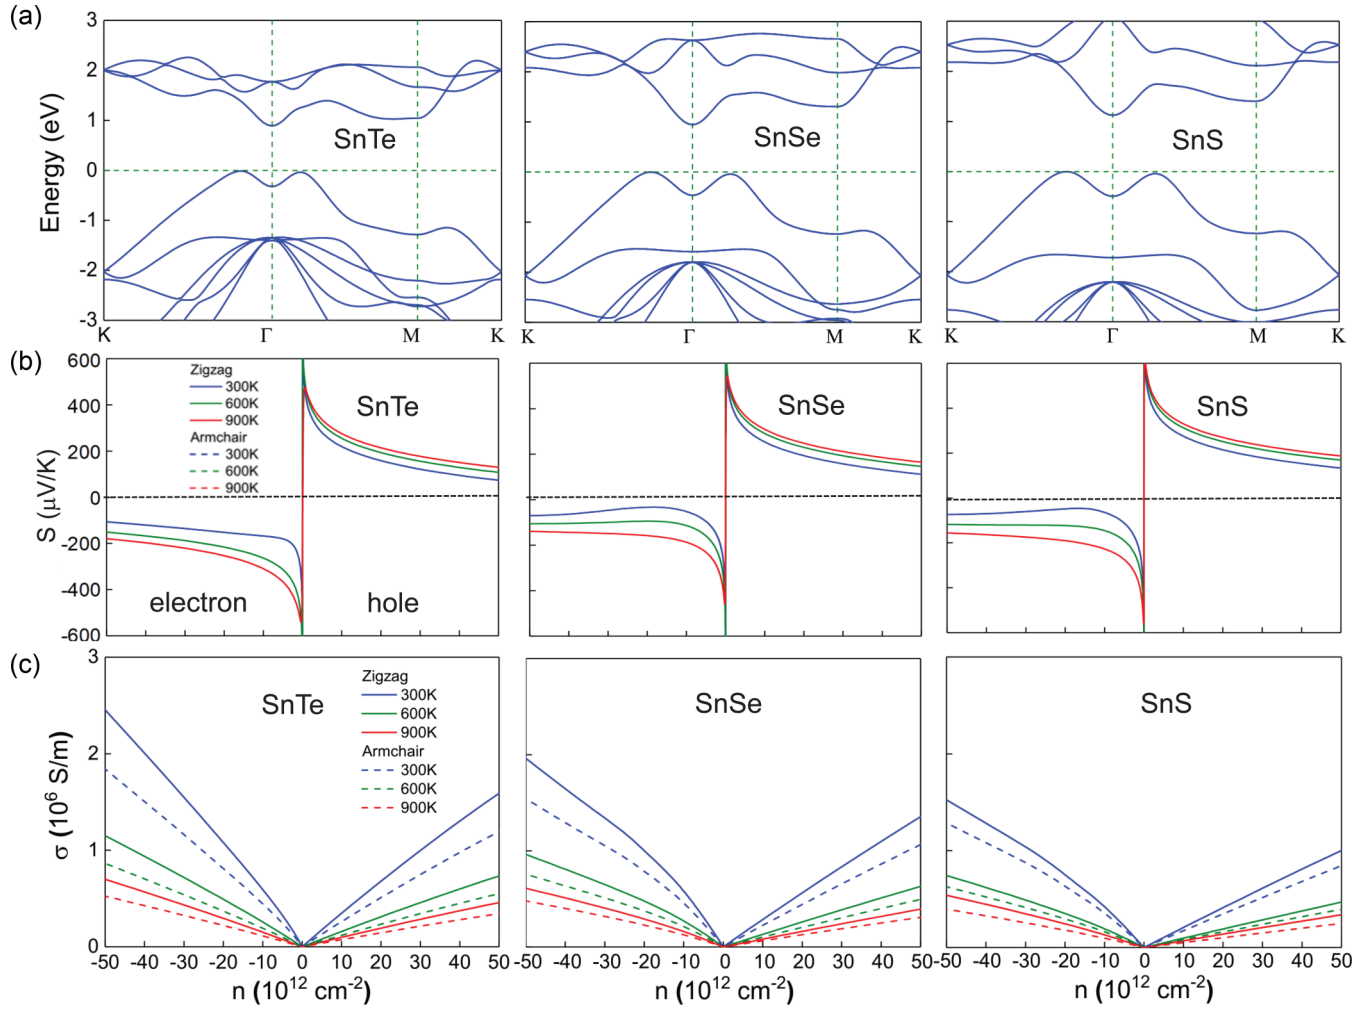 (a)
3
2
1
0
-1
-2
-3
Energy (eV)
SnTe
SnSe
SnS
K Γ M K
K Γ M K
K Γ M K
(b)
600
400
200
0
-200
-400
-600
S (μV/K)
Zigzag
300K
600K
900K
Armchair
300K
600K
900K
SnTe
electron
hole
SnSe
SnS
(c)
3
2
1
0
σ (10⁶ S/m)
SnTe
Zigzag
300K
600K
900K
Armchair
300K
600K
900K
SnSe
SnS
-50 -40 -30 -20 -10 0 10 20 30 40 50
-50 -40 -30 -20 -10 0 10 20 30 40 50
-50 -40 -30 -20 -10 0 10 20 30 40 50
n (10¹² cm⁻²)
n (10¹² cm⁻²)
n (10¹² cm⁻²)